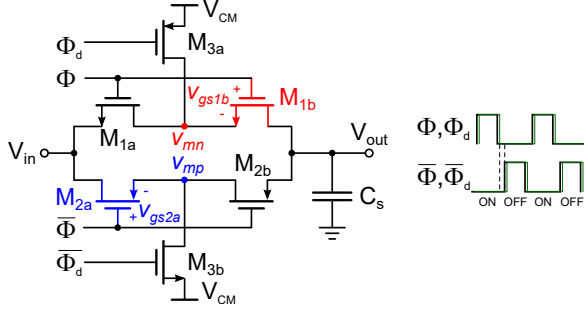 V_CM
Φ_d
M_3a
Φ
v_gs1b
+
-
M_1b
M_1a
v_mn
V_in
V_out
v_mp
M_2b
M_2a
-
+
v_gs2a
C_s
Φ̅
Φ̅_d
M_3b
V_CM
Φ,Φ_d
Φ̅,Φ̅_d
ON OFF ON OFF